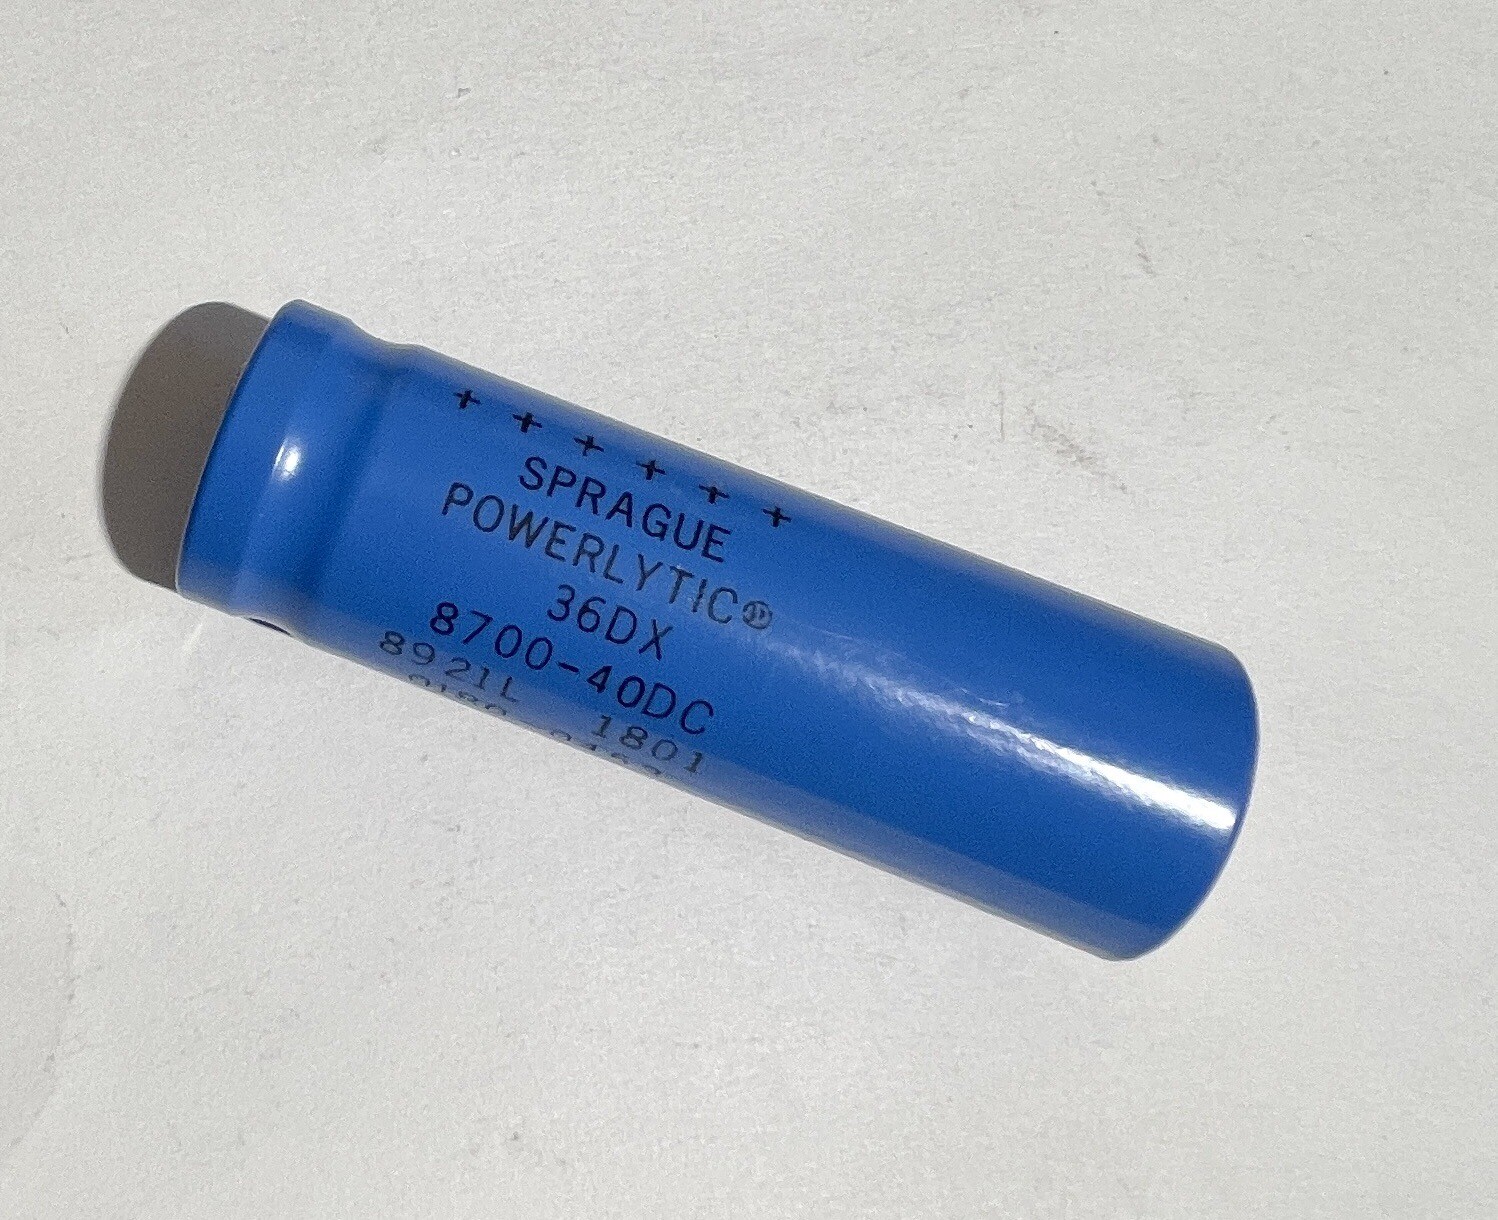 + + + + + +
SPRAGUE
POWERLYTIC®
36DX
8700-40DC
8921L 1801